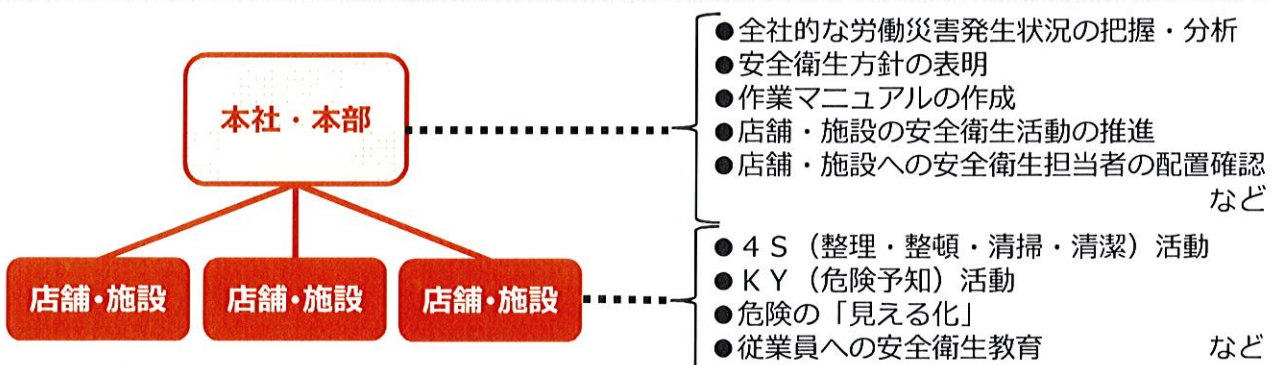 本社・本部
●全社的な労働災害発生状況の把握・分析
●安全衛生方針の表明
●作業マニュアルの作成
●店舗・施設の安全衛生活動の推進
●店舗・施設への安全衛生担当者の配置確認
など
店舗・施設
店舗・施設
店舗・施設
●４Ｓ（整理・整頓・清掃・清潔）活動
●ＫＹ（危険予知）活動
●危険の「見える化」
●従業員への安全衛生教育 など